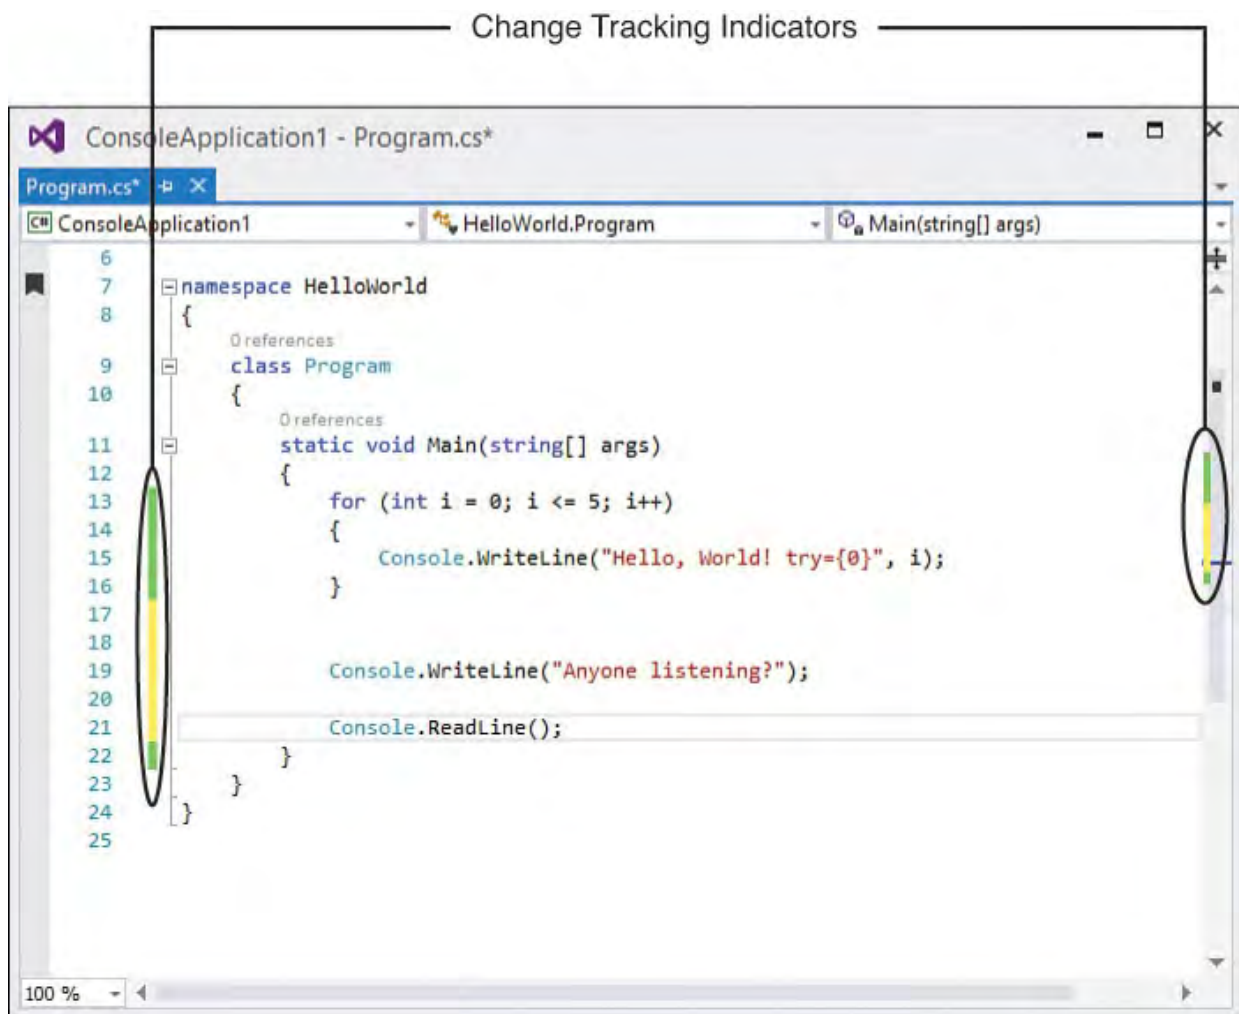 Change Tracking Indicators
ConsoleApplication1 - Program.cs*
Program.cs*
C# ConsoleApplication1 HelloWorld.Program Main(string[] args)
6
7 namespace HelloWorld
8 {
0 references
9 class Program
10 {
0 references
11 static void Main(string[] args)
12 {
13 for (int i = 0; i <= 5; i++)
14 {
15 Console.WriteLine("Hello, World! try={0}", i);
16 }
17
18
19 Console.WriteLine("Anyone listening?");
20
21 Console.ReadLine();
22 }
23 }
24 }
25
100 %